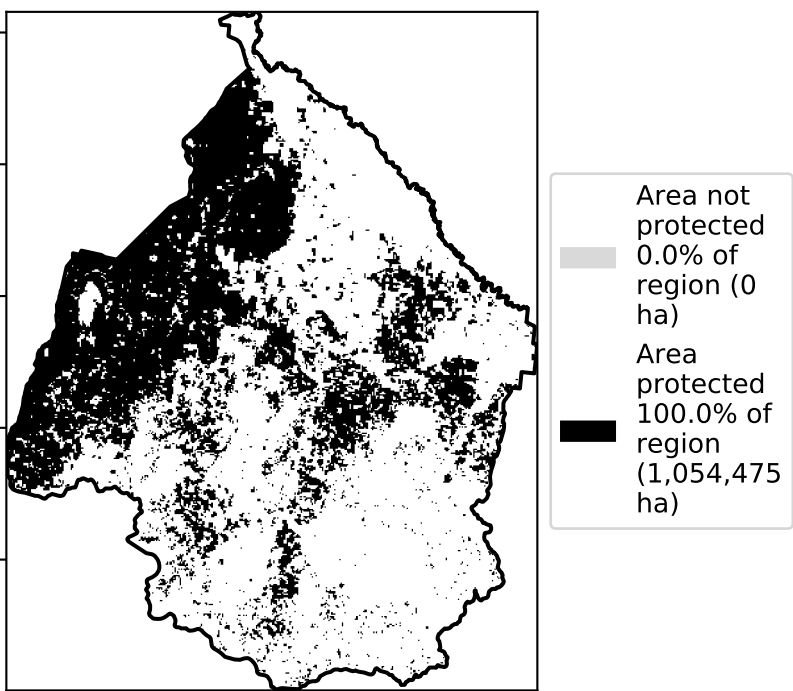 Area not
protected
0.0% of
region (0
ha)
Area
protected
100.0% of
region
(1,054,475
ha)